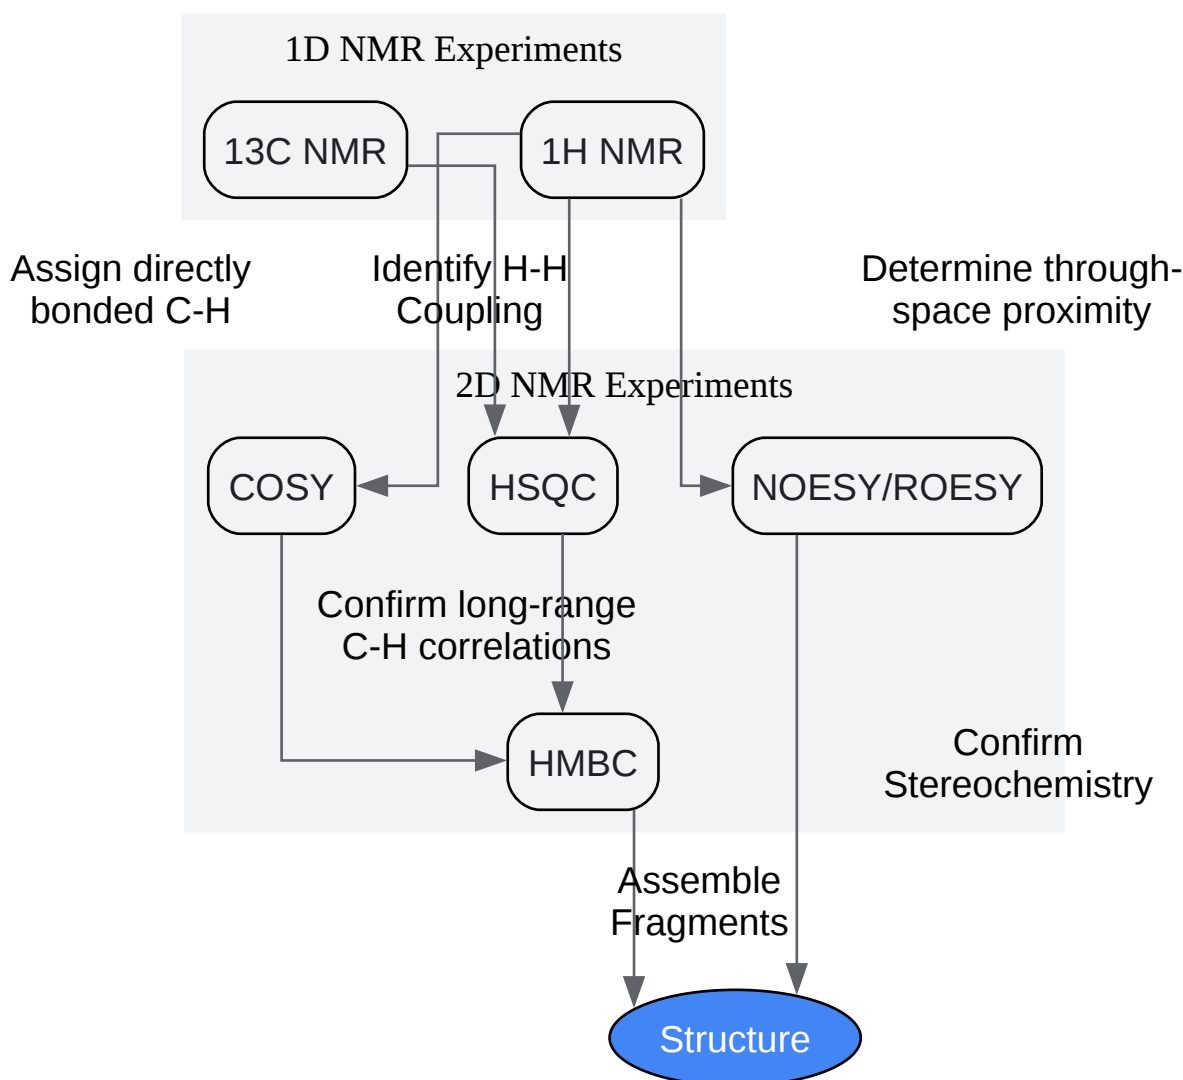 1D NMR Experiments
13C NMR
1H NMR
Assign directly
bonded C-H
Identify H-H
Coupling
Determine through-
space proximity
2D NMR Experiments
COSY
HSQC
NOESY/ROESY
Confirm long-range
C-H correlations
HMBC
Confirm
Stereochemistry
Assemble
Fragments
Structure